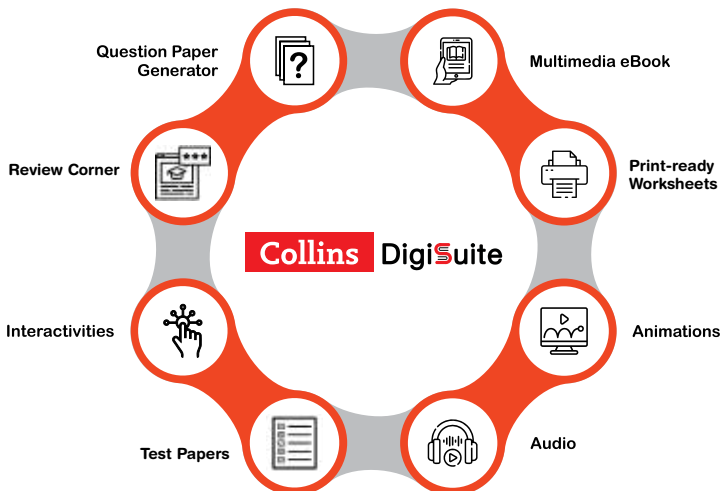 Question Paper
Generator
Multimedia eBook
Review Corner
Print-ready
Worksheets
Collins DigiSuite
Interactivities
Animations
Test Papers
Audio